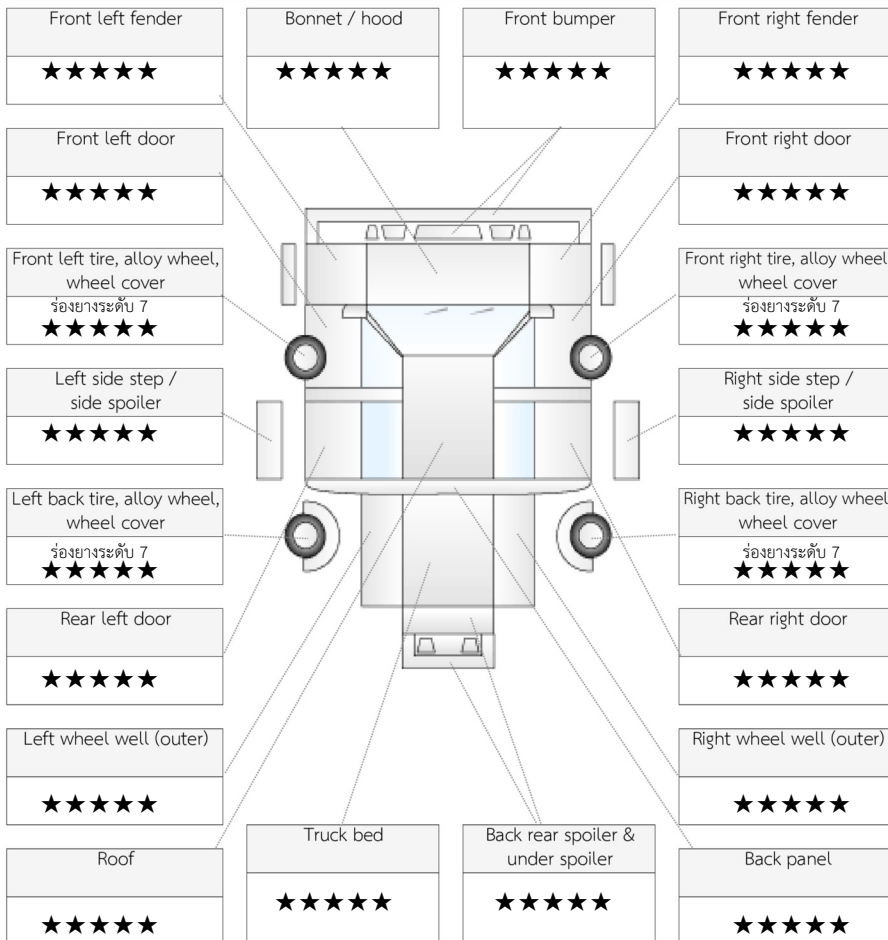 Front left fender
★★★★★
Bonnet / hood
★★★★★
Front bumper
★★★★★
Front right fender
★★★★★
Front left door
★★★★★
Front right door
★★★★★
Front left tire, alloy wheel,
wheel cover
ร่องยางระดับ 7
★★★★★
Front right tire, alloy wheel
wheel cover
ร่องยางระดับ 7
★★★★★
Left side step /
side spoiler
★★★★★
Right side step /
side spoiler
★★★★★
Left back tire, alloy wheel,
wheel cover
ร่องยางระดับ 7
★★★★★
Right back tire, alloy wheel
wheel cover
ร่องยางระดับ 7
★★★★★
Rear left door
★★★★★
Rear right door
★★★★★
Left wheel well (outer)
★★★★★
Right wheel well (outer)
★★★★★
Roof
★★★★★
Truck bed
★★★★★
Back rear spoiler &
under spoiler
★★★★★
Back panel
★★★★★